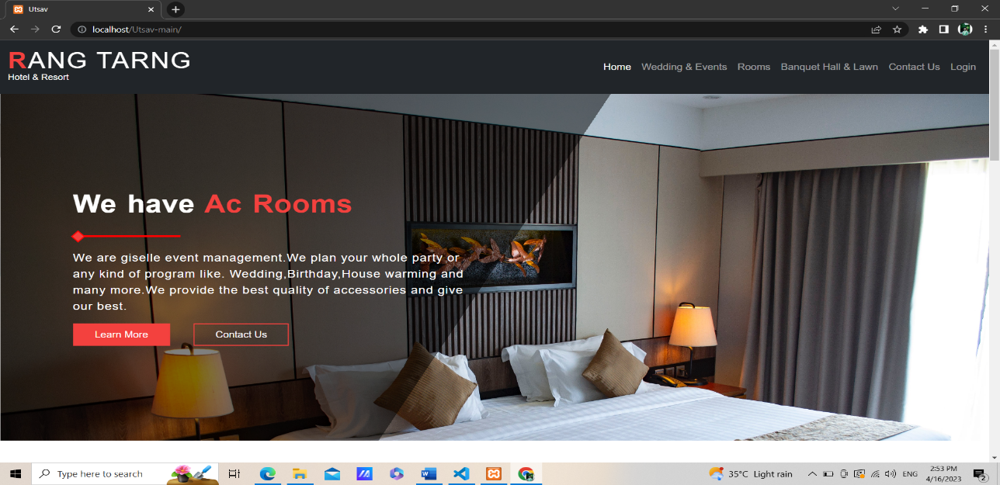 Utsav
localhost/Utsav-main/
RANG TARNG
Hotel & Resort
Home Wedding & Events Rooms Banquet Hall & Lawn Contact Us Login
We have Ac Rooms
We are giselle event management.We plan your whole party or
any kind of program like. Wedding,Birthday,House warming and
many more.We provide the best quality of accessories and give
our best.
Learn More Contact Us
Type here to search
35°C Light rain
ENG
2:53 PM
4/16/2023
2